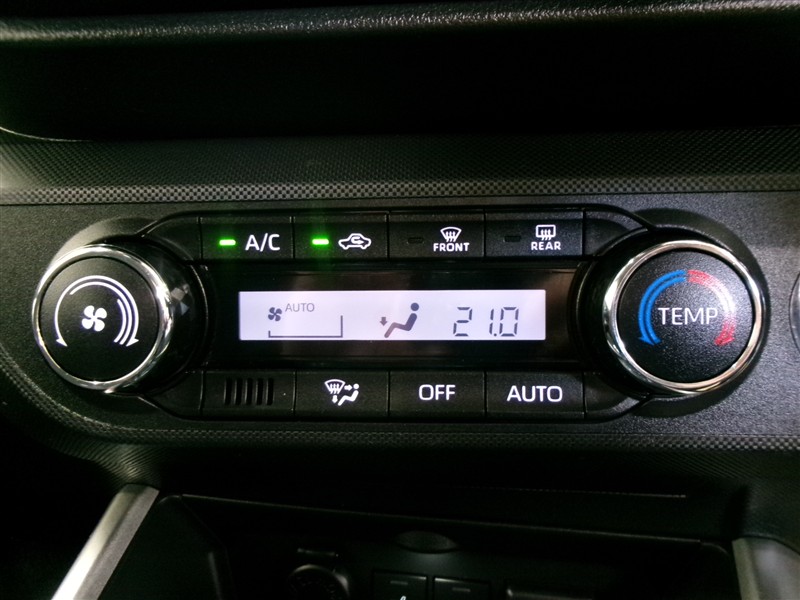 A/C
FRONT
REAR
AUTO
21.0
TEMP
OFF
AUTO